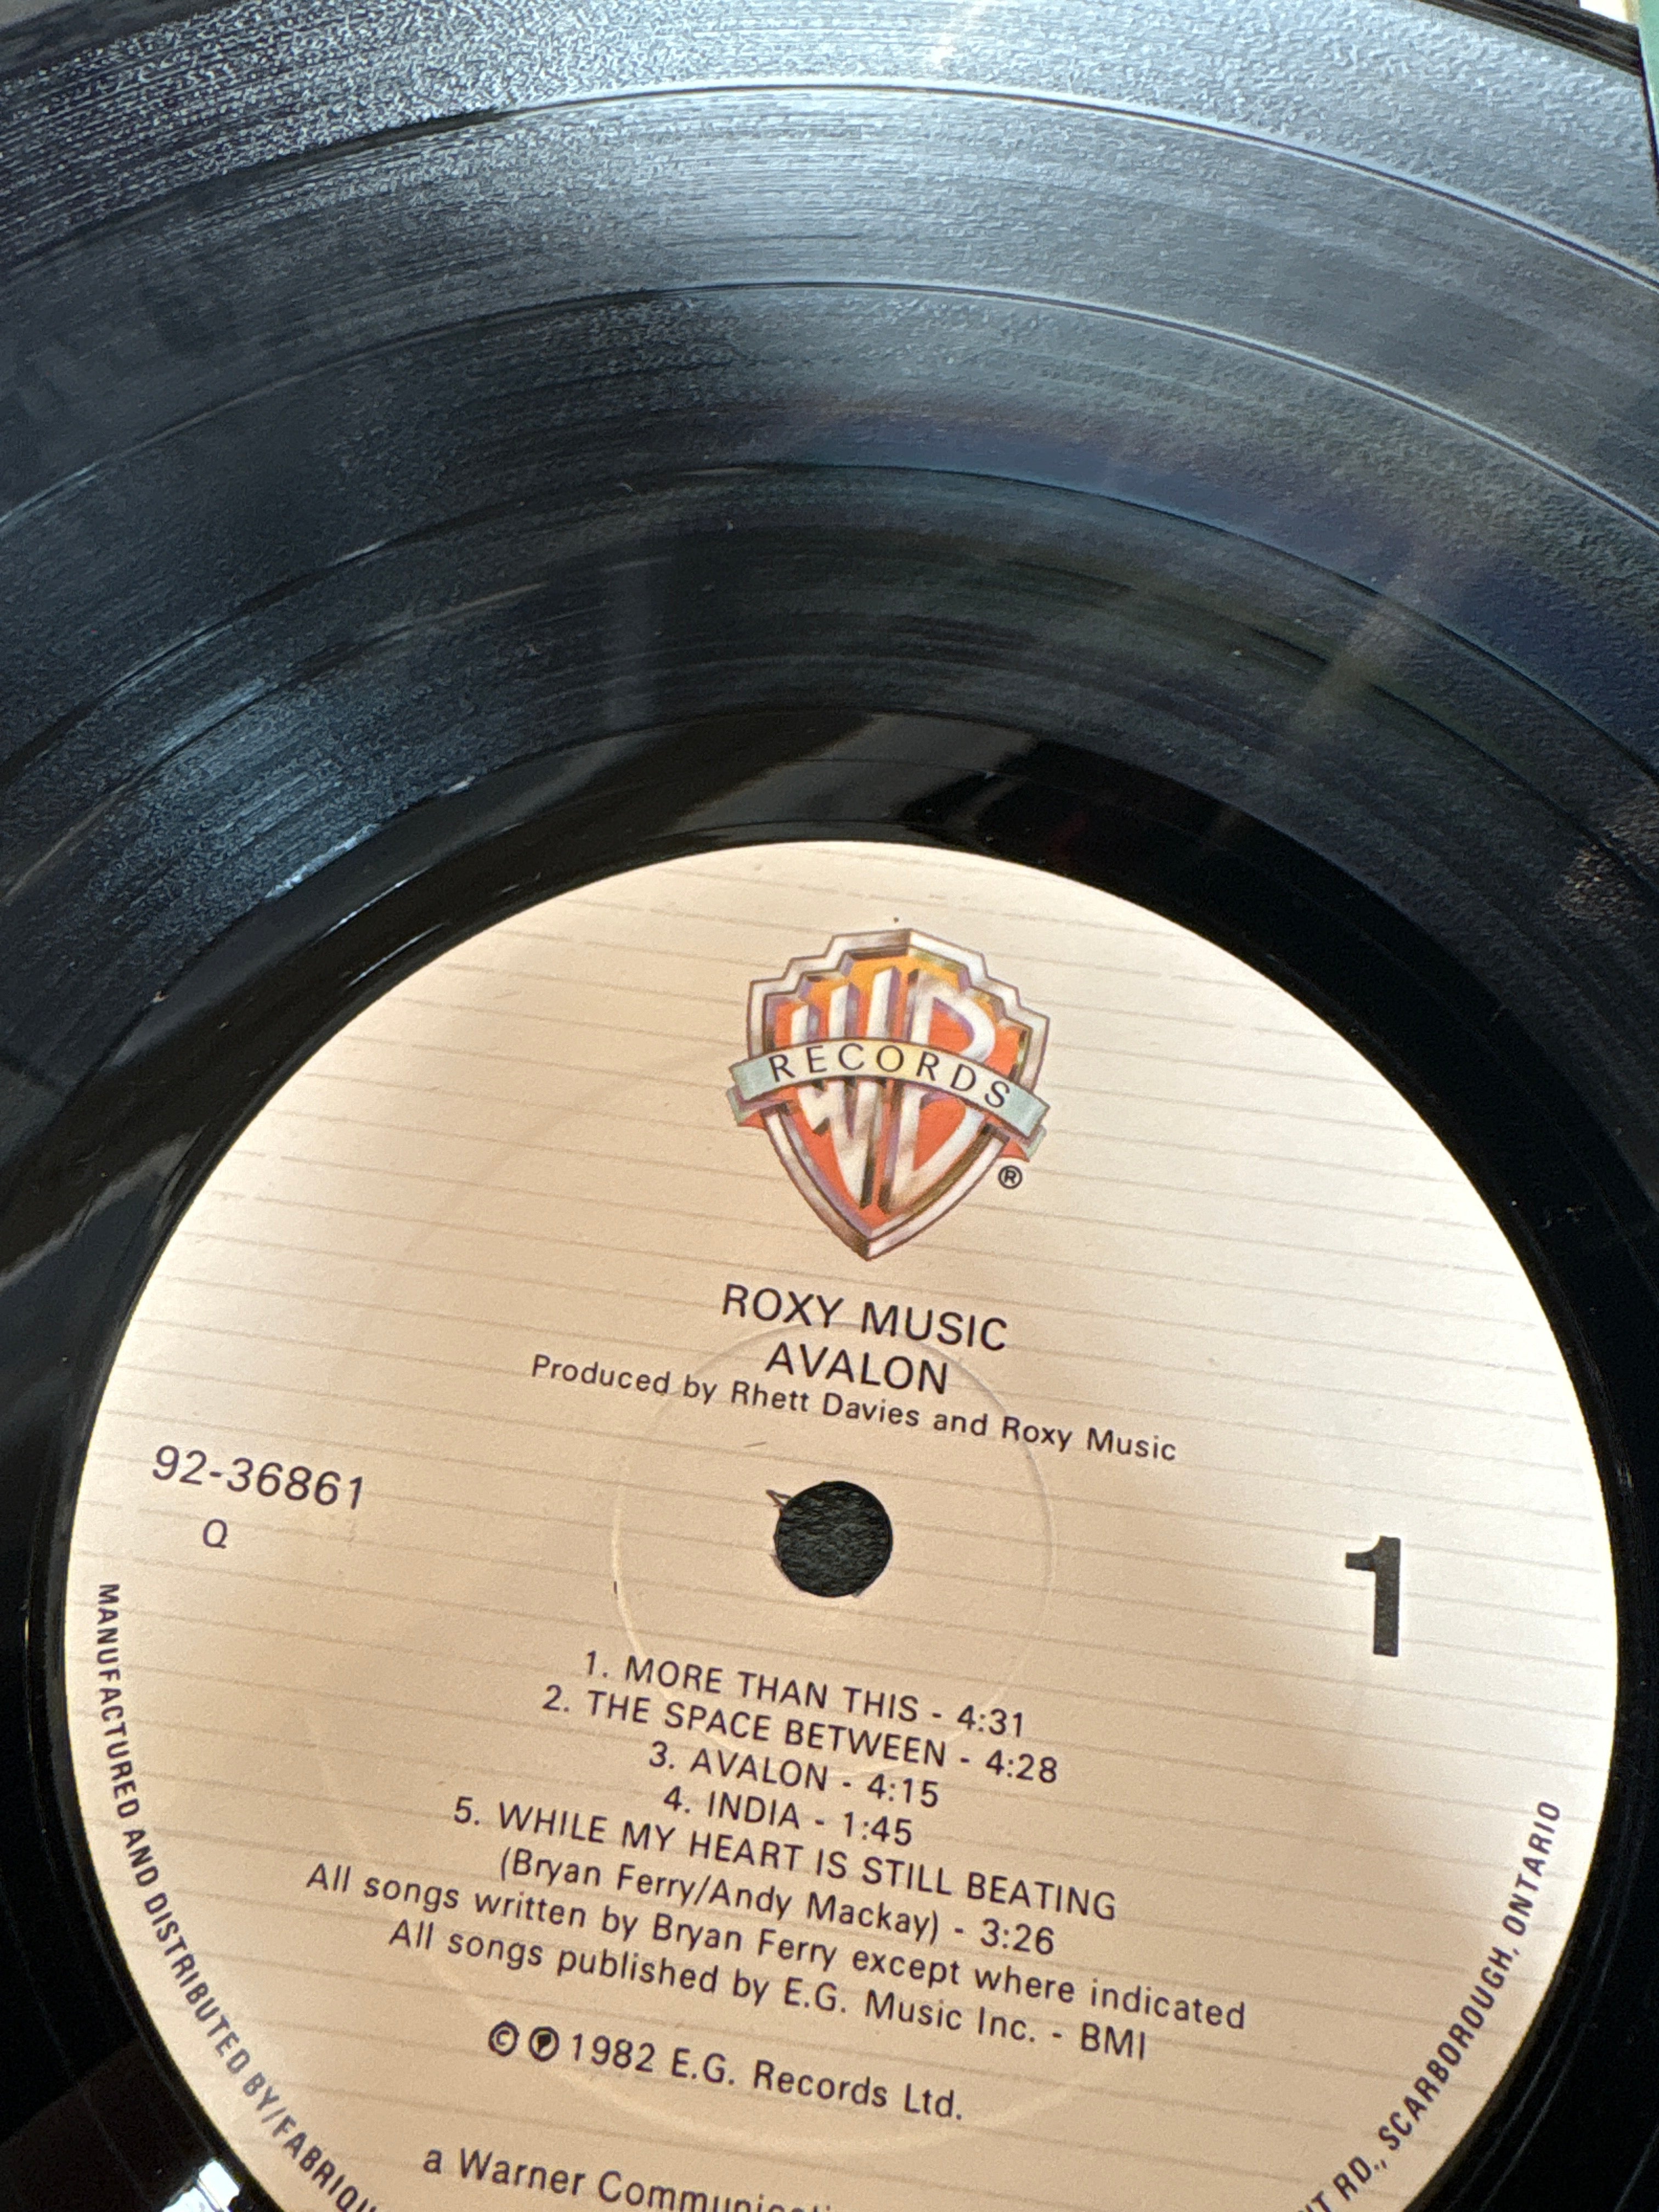 WB
RECORDS
®
ROXY MUSIC
AVALON
Produced by Rhett Davies and Roxy Music
92-36861
Q
1
1. MORE THAN THIS - 4:31
2. THE SPACE BETWEEN - 4:28
3. AVALON - 4:15
4. INDIA - 1:45
5. WHILE MY HEART IS STILL BEATING
(Bryan Ferry/Andy Mackay) - 3:26
All songs written by Bryan Ferry except where indicated
All songs published by E.G. Music Inc. - BMI
© ℗ 1982 E.G. Records Ltd.
a Warner
MANUFACTURED AND DISTRIBUTED BY/
RD., SCARBOROUGH, ONTARIO